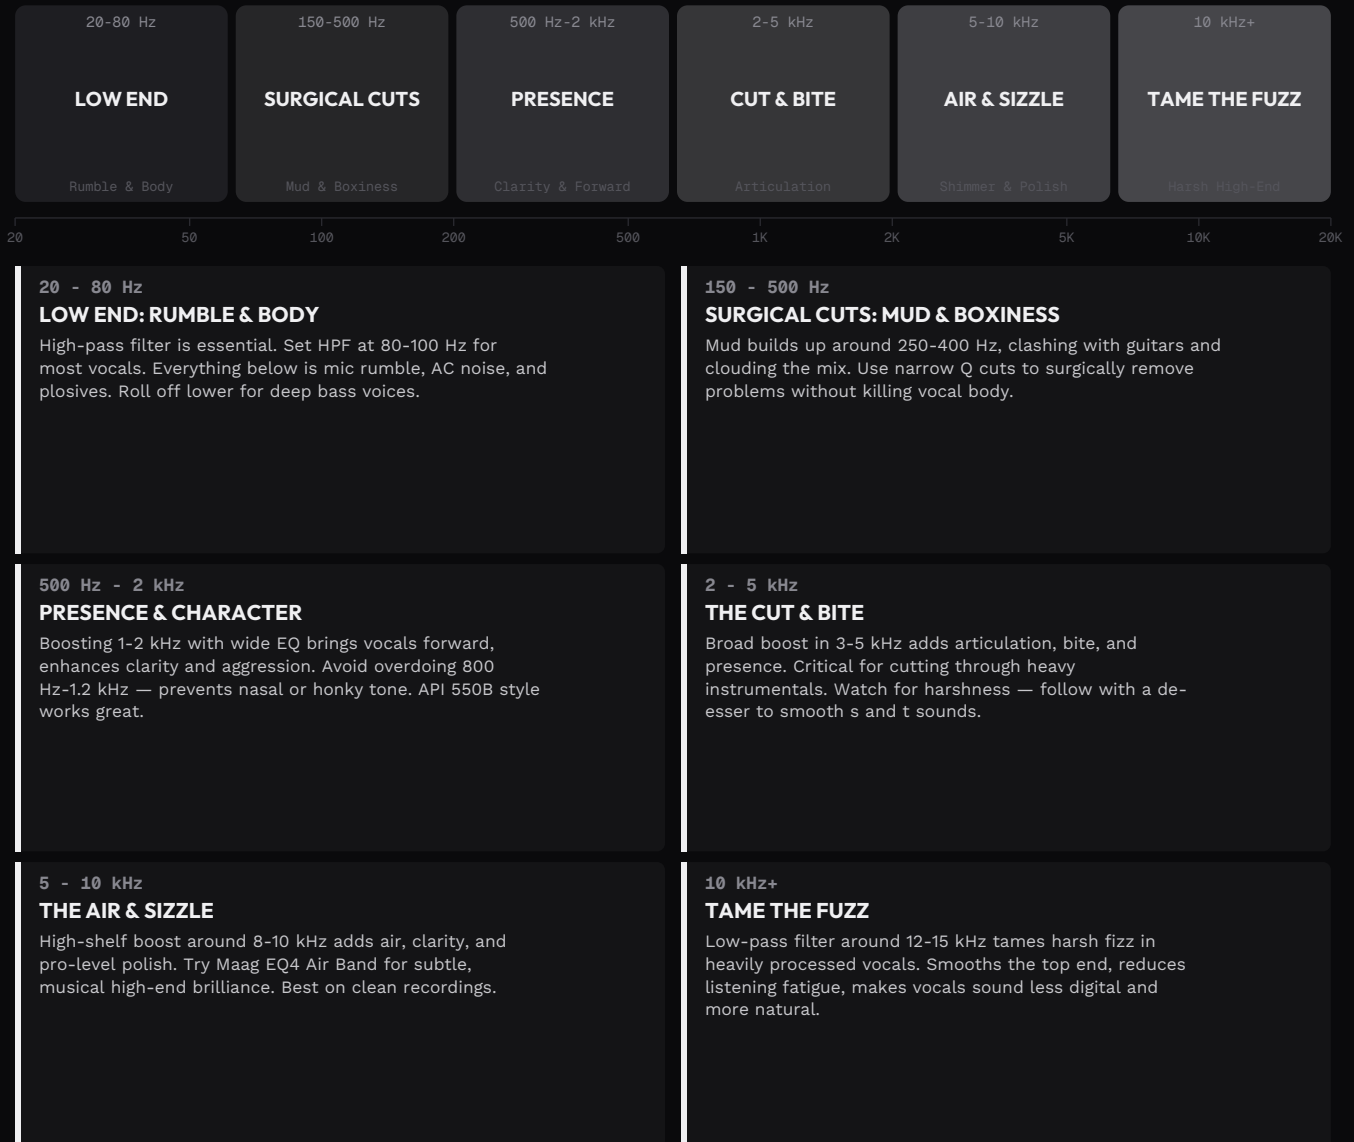 20-80 Hz
LOW END
Rumble & Body
150-500 Hz
SURGICAL CUTS
Mud & Boxiness
500 Hz-2 kHz
PRESENCE
Clarity & Forward
2-5 kHz
CUT & BITE
Articulation
5-10 kHz
AIR & SIZZLE
Shimmer & Polish
10 kHz+
TAME THE FUZZ
Harsh High-End
20 50 100 200 500 1K 2K 5K 10K 20K
20 - 80 Hz
LOW END: RUMBLE & BODY
High-pass filter is essential. Set HPF at 80-100 Hz for
most vocals. Everything below is mic rumble, AC noise, and
plosives. Roll off lower for deep bass voices.
150 - 500 Hz
SURGICAL CUTS: MUD & BOXINESS
Mud builds up around 250-400 Hz, clashing with guitars and
clouding the mix. Use narrow Q cuts to surgically remove
problems without killing vocal body.
500 Hz - 2 kHz
PRESENCE & CHARACTER
Boosting 1-2 kHz with wide EQ brings vocals forward,
enhances clarity and aggression. Avoid overdoing 800
Hz-1.2 kHz — prevents nasal or honky tone. API 550B style
works great.
2 - 5 kHz
THE CUT & BITE
Broad boost in 3-5 kHz adds articulation, bite, and
presence. Critical for cutting through heavy
instrumentals. Watch for harshness — follow with a de-
esser to smooth s and t sounds.
5 - 10 kHz
THE AIR & SIZZLE
High-shelf boost around 8-10 kHz adds air, clarity, and
pro-level polish. Try Maag EQ4 Air Band for subtle,
musical high-end brilliance. Best on clean recordings.
10 kHz+
TAME THE FUZZ
Low-pass filter around 12-15 kHz tames harsh fizz in
heavily processed vocals. Smooths the top end, reduces
listening fatigue, makes vocals sound less digital and
more natural.